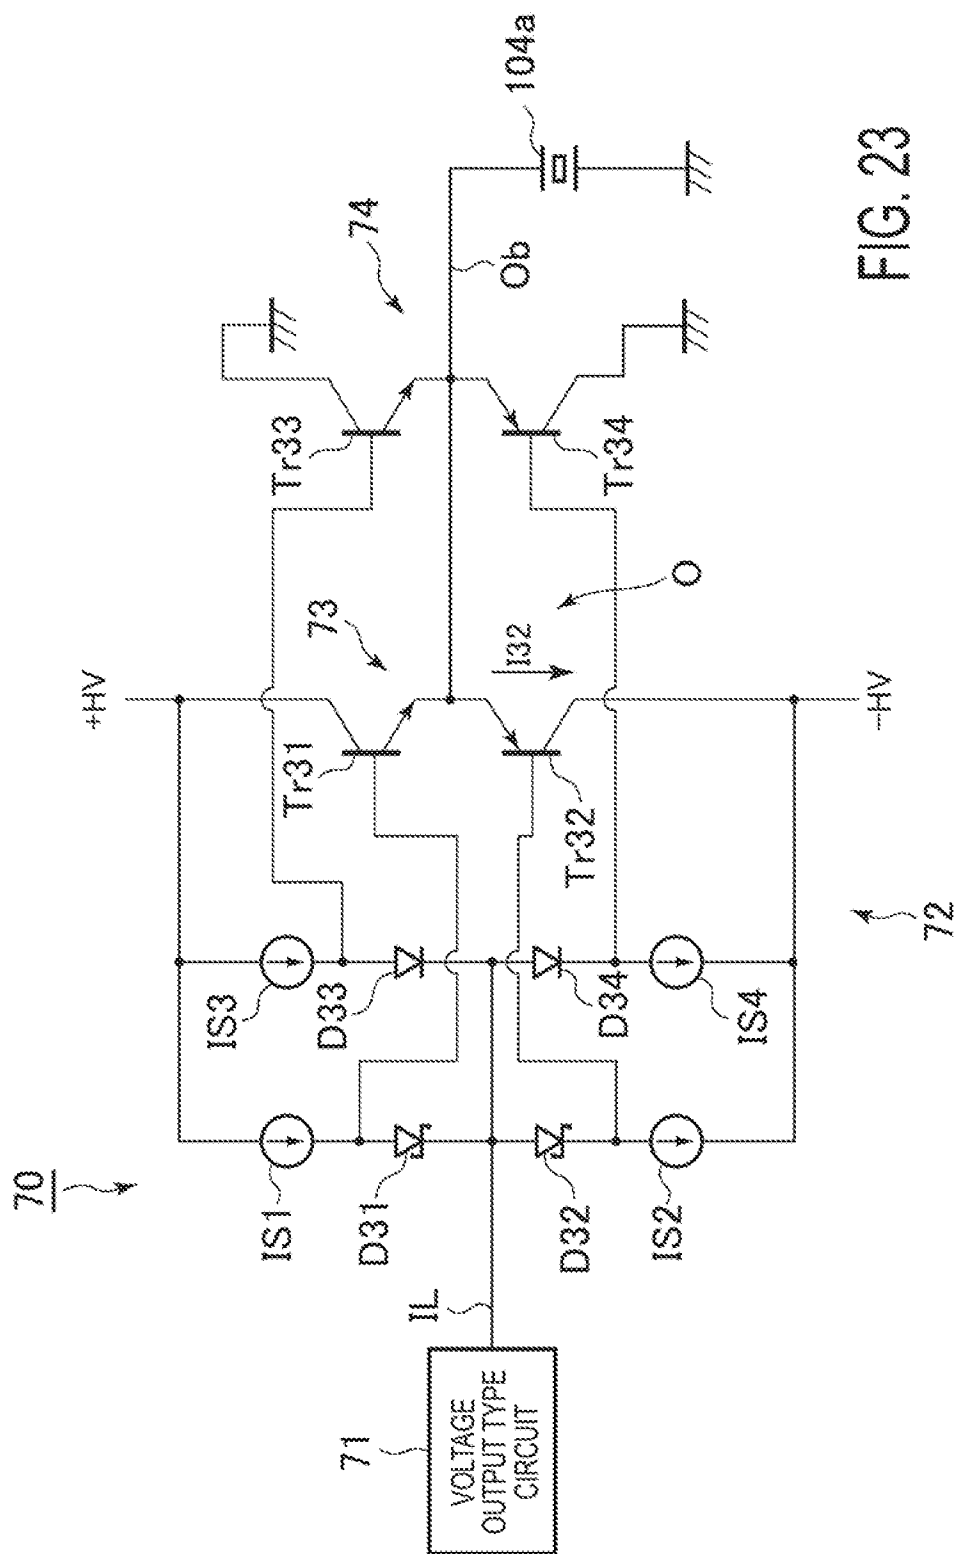 70
+HV
IS1
IS3
D31
D33
Tr31
73
Tr33
74
71
VOLTAGE
OUTPUT TYPE
CIRCUIT
IL
Ob
104a
D32
D34
Tr32
I32
O
Tr34
IS2
IS4
72
-HV
FIG. 23